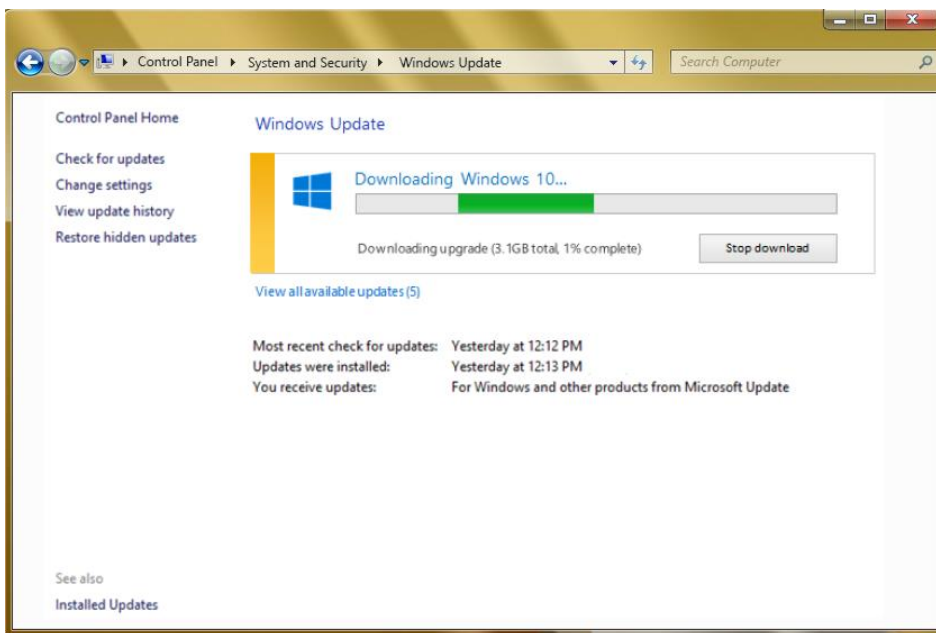 Control Panel System and Security Windows Update
Search Computer
Control Panel Home
Check for updates
Change settings
View update history
Restore hidden updates
Windows Update
Downloading Windows 10...
Downloading upgrade (3.1GB total, 1% complete)
Stop download
View all available updates (5)
Most recent check for updates: Yesterday at 12:12 PM
Updates were installed: Yesterday at 12:13 PM
You receive updates: For Windows and other products from Microsoft Update
See also
Installed Updates